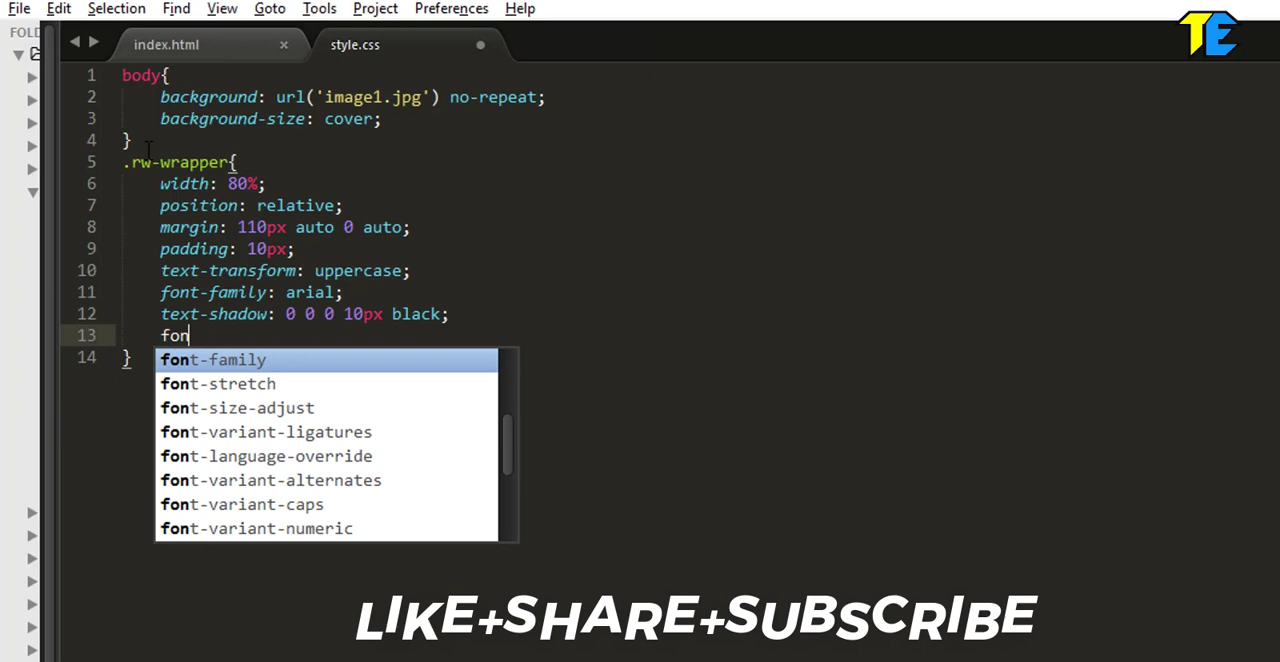 File Edit Selection Find View Goto Tools Project Preferences Help
FOLD
index.html × style.css
TE
1 body{
2 background: url('image1.jpg') no-repeat;
3 background-size: cover;
4 }
5 .rw-wrapper{
6 width: 80%;
7 position: relative;
8 margin: 110px auto 0 auto;
9 padding: 10px;
10 text-transform: uppercase;
11 font-family: arial;
12 text-shadow: 0 0 0 10px black;
13 fon
14 }
font-family
font-stretch
font-size-adjust
font-variant-ligatures
font-language-override
font-variant-alternates
font-variant-caps
font-variant-numeric
LIKE+SHARE+SUBSCRIBE